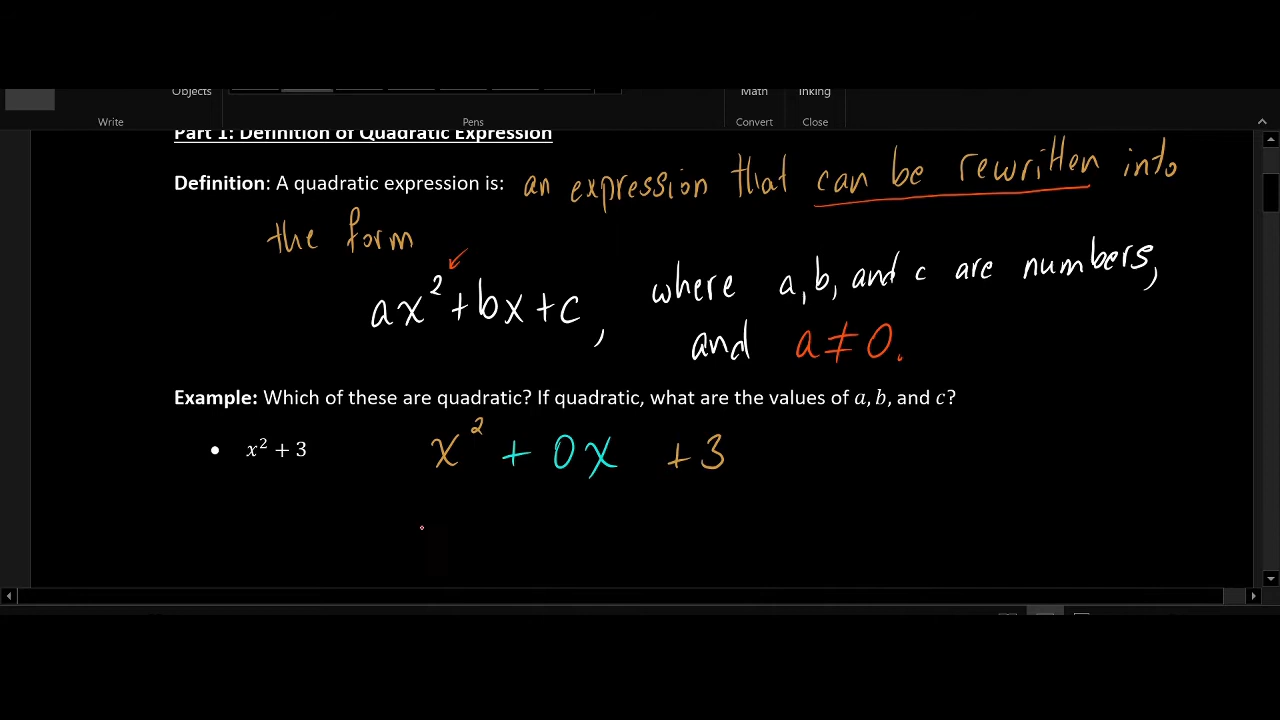 Objects
Math
Inking
Write
Pens
Convert
Close
Part 1: Definition of Quadratic Expression
Definition: A quadratic expression is: an expression that can be rewritten into
the form
ax² + bx + c, where a, b, and c are numbers,
and a ≠ 0.
Example: Which of these are quadratic? If quadratic, what are the values of a, b, and c?
• x² + 3 x² + 0x + 3